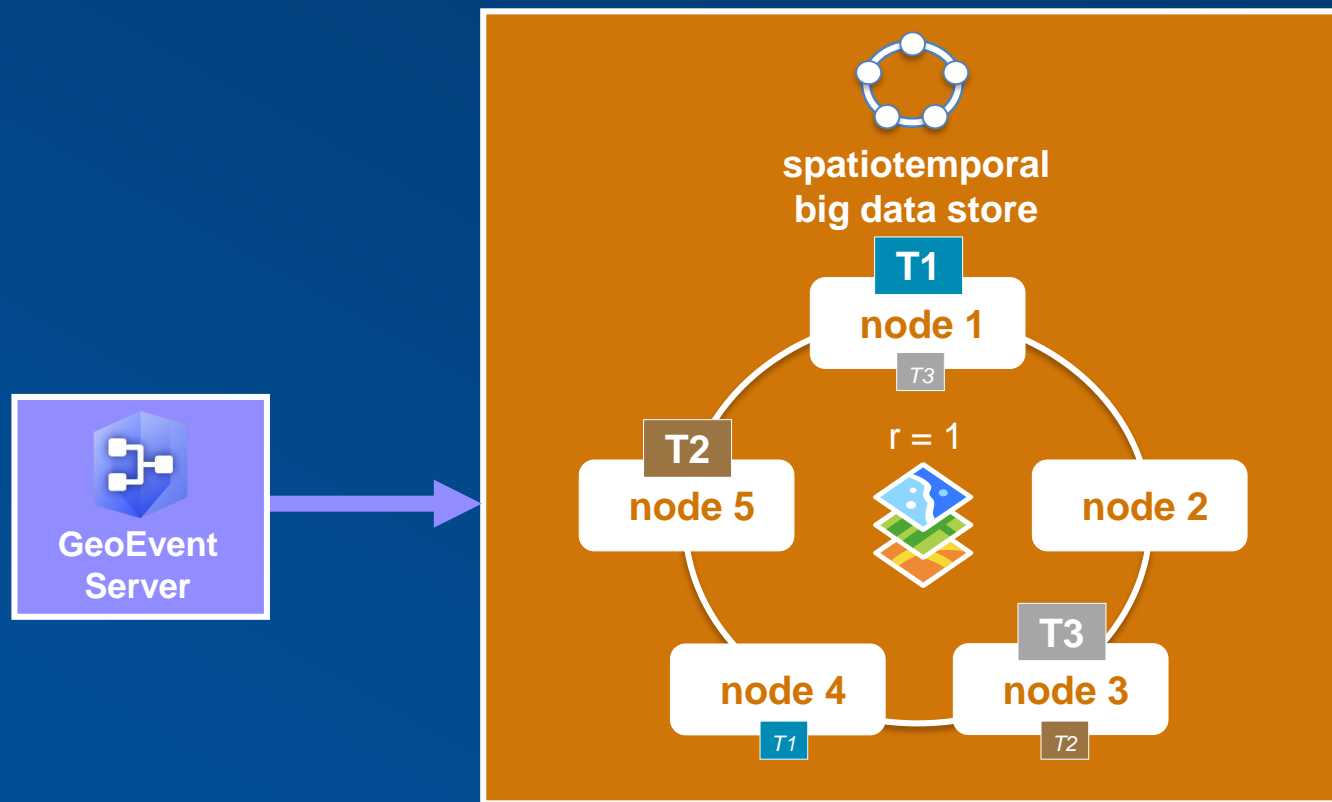 spatiotemporal
big data store
T1
node 1
T3
r = 1
T2
node 5
node 2
GeoEvent
Server
T3
node 4
node 3
T1
T2